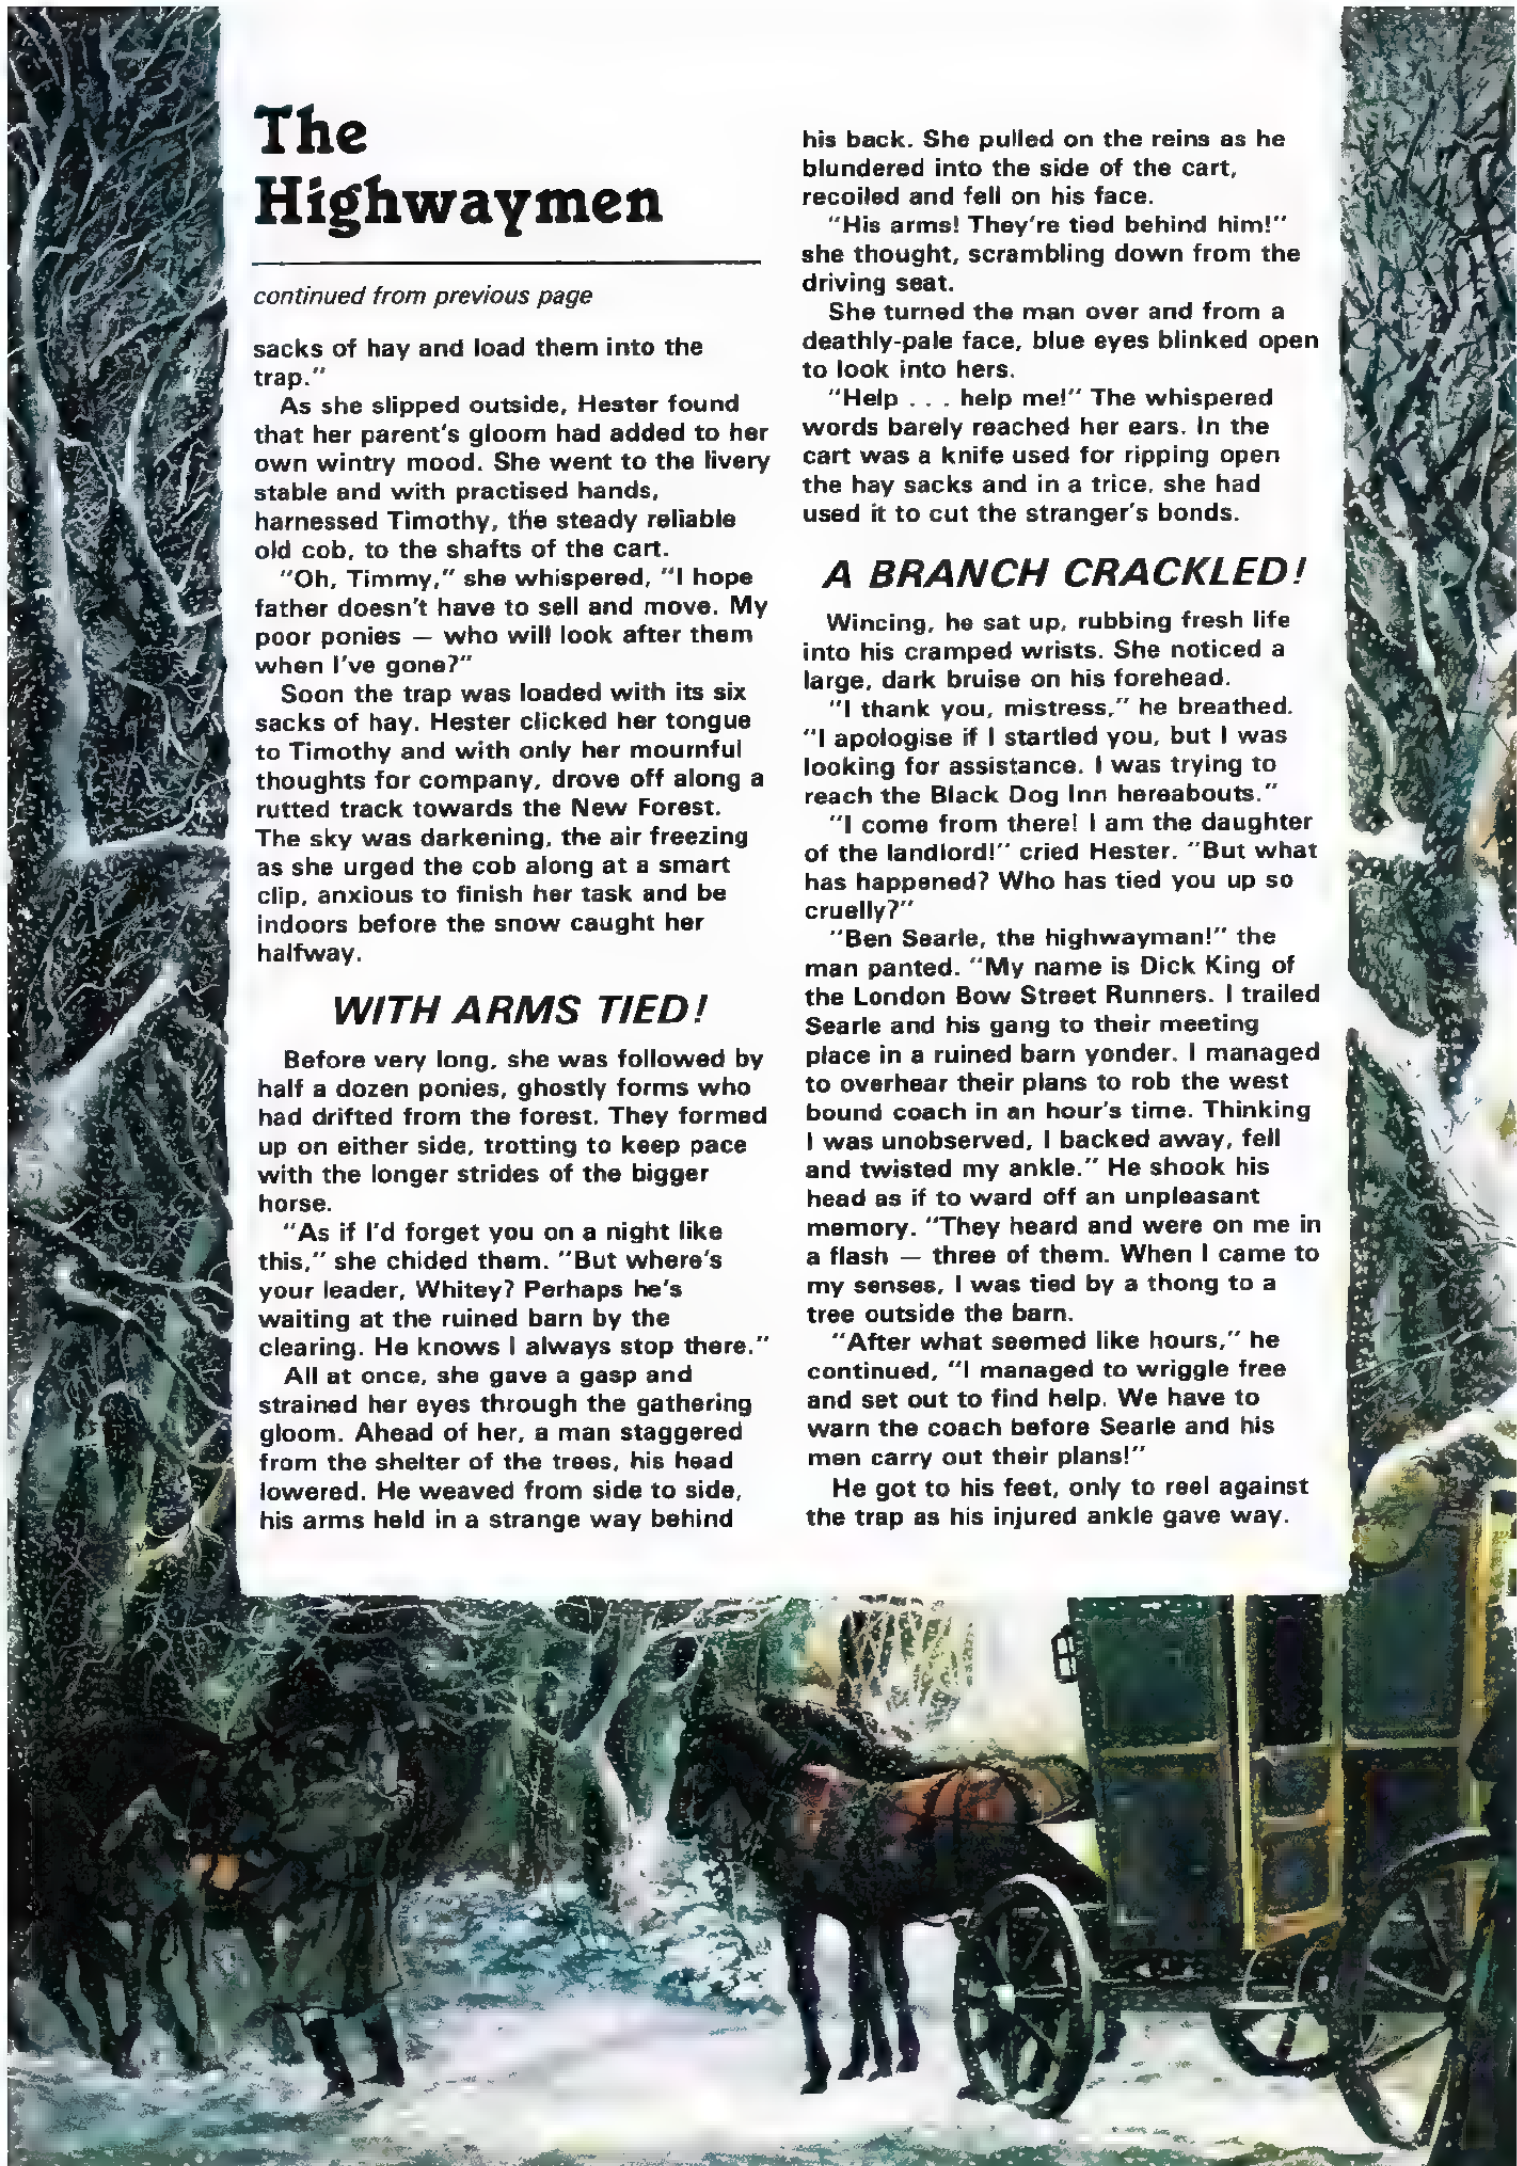 The
Highwaymen
continued from previous page
sacks of hay and load them into the
trap."
As she slipped outside, Hester found
that her parent's gloom had added to her
own wintry mood. She went to the livery
stable and with practised hands,
harnessed Timothy, the steady reliable
old cob, to the shafts of the cart.
"Oh, Timmy," she whispered, "I hope
father doesn't have to sell and move. My
poor ponies — who will look after them
when I've gone?"
Soon the trap was loaded with its six
sacks of hay. Hester clicked her tongue
to Timothy and with only her mournful
thoughts for company, drove off along a
rutted track towards the New Forest.
The sky was darkening, the air freezing
as she urged the cob along at a smart
clip, anxious to finish her task and be
indoors before the snow caught her
halfway.
WITH ARMS TIED!
Before very long, she was followed by
half a dozen ponies, ghostly forms who
had drifted from the forest. They formed
up on either side, trotting to keep pace
with the longer strides of the bigger
horse.
"As if I'd forget you on a night like
this," she chided them. "But where's
your leader, Whitey? Perhaps he's
waiting at the ruined barn by the
clearing. He knows I always stop there."
All at once, she gave a gasp and
strained her eyes through the gathering
gloom. Ahead of her, a man staggered
from the shelter of the trees, his head
lowered. He weaved from side to side,
his arms held in a strange way behind
his back. She pulled on the reins as he
blundered into the side of the cart,
recoiled and fell on his face.
"His arms! They're tied behind him!"
she thought, scrambling down from the
driving seat.
She turned the man over and from a
deathly-pale face, blue eyes blinked open
to look into hers.
"Help . . . help me!" The whispered
words barely reached her ears. In the
cart was a knife used for ripping open
the hay sacks and in a trice, she had
used it to cut the stranger's bonds.
A BRANCH CRACKLED!
Wincing, he sat up, rubbing fresh life
into his cramped wrists. She noticed a
large, dark bruise on his forehead.
"I thank you, mistress," he breathed.
"I apologise if I startled you, but I was
looking for assistance. I was trying to
reach the Black Dog Inn hereabouts."
"I come from there! I am the daughter
of the landlord!" cried Hester. "But what
has happened? Who has tied you up so
cruelly?"
"Ben Searle, the highwayman!" the
man panted. "My name is Dick King of
the London Bow Street Runners. I trailed
Searle and his gang to their meeting
place in a ruined barn yonder. I managed
to overhear their plans to rob the west
bound coach in an hour's time. Thinking
I was unobserved, I backed away, fell
and twisted my ankle." He shook his
head as if to ward off an unpleasant
memory. "They heard and were on me in
a flash — three of them. When I came to
my senses, I was tied by a thong to a
tree outside the barn.
"After what seemed like hours," he
continued, "I managed to wriggle free
and set out to find help. We have to
warn the coach before Searle and his
men carry out their plans!"
He got to his feet, only to reel against
the trap as his injured ankle gave way.